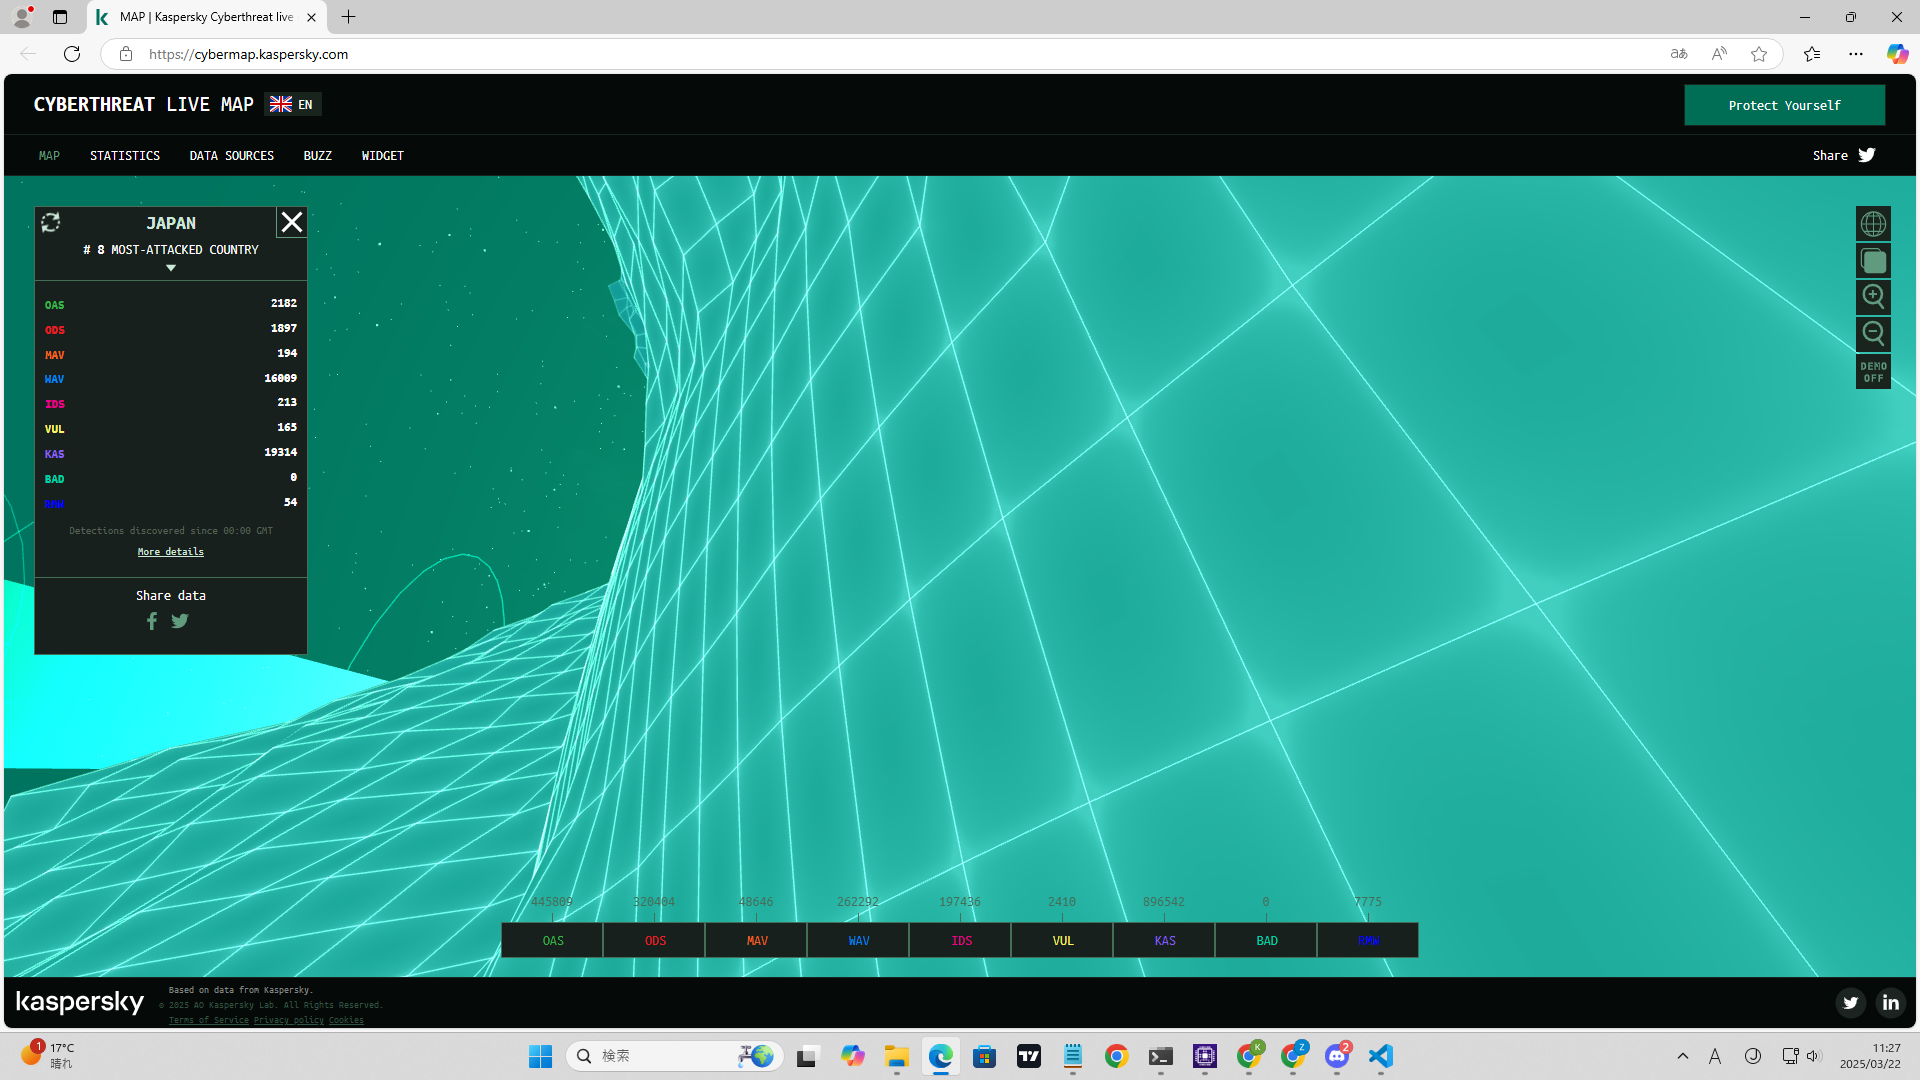 MAP | Kaspersky Cyberthreat live
https://cybermap.kaspersky.com
CYBERTHREAT LIVE MAP EN
Protect Yourself
MAP STATISTICS DATA SOURCES BUZZ WIDGET
Share
JAPAN
# 8 MOST-ATTACKED COUNTRY
OAS 2182
ODS 1897
MAV 194
WAV 16009
IDS 213
VUL 165
KAS 19314
BAD 0
RMW 54
Detections discovered since 00:00 GMT
More details
Share data
DEMO
OFF
445809 320404 48646 262292 197436 2410 896542 0 7775
OAS ODS MAV WAV IDS VUL KAS BAD RMW
kaspersky
Based on data from Kaspersky.
© 2025 AO Kaspersky Lab. All Rights Reserved.
Terms of Service Privacy policy Cookies
1
17°C
晴れ
検索
K
Z
2
A
11:27
2025/03/22